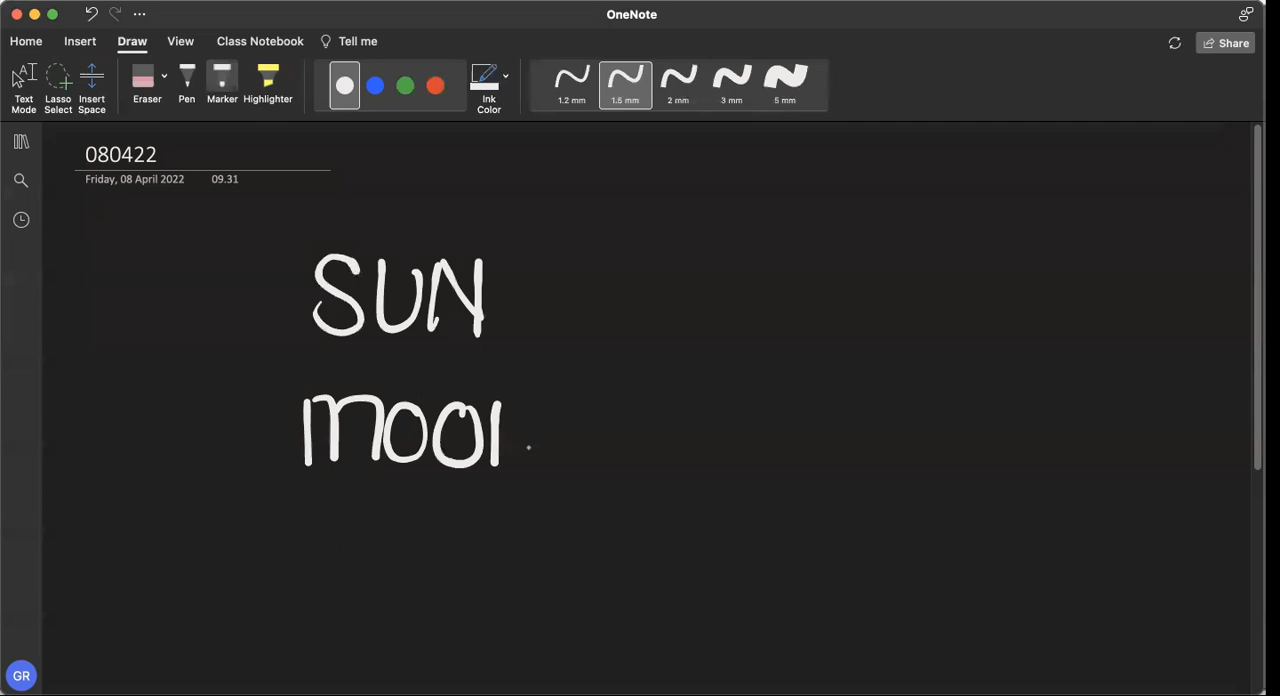 OneNote
Home Insert Draw View Class Notebook Tell me Share
Text Mode
Lasso Select
Insert Space
Eraser
Pen
Marker
Highlighter
Ink Color
1.2 mm
1.5 mm
2 mm
3 mm
5 mm
080422
Friday, 08 April 2022 09.31
SUN
MOOI
GR